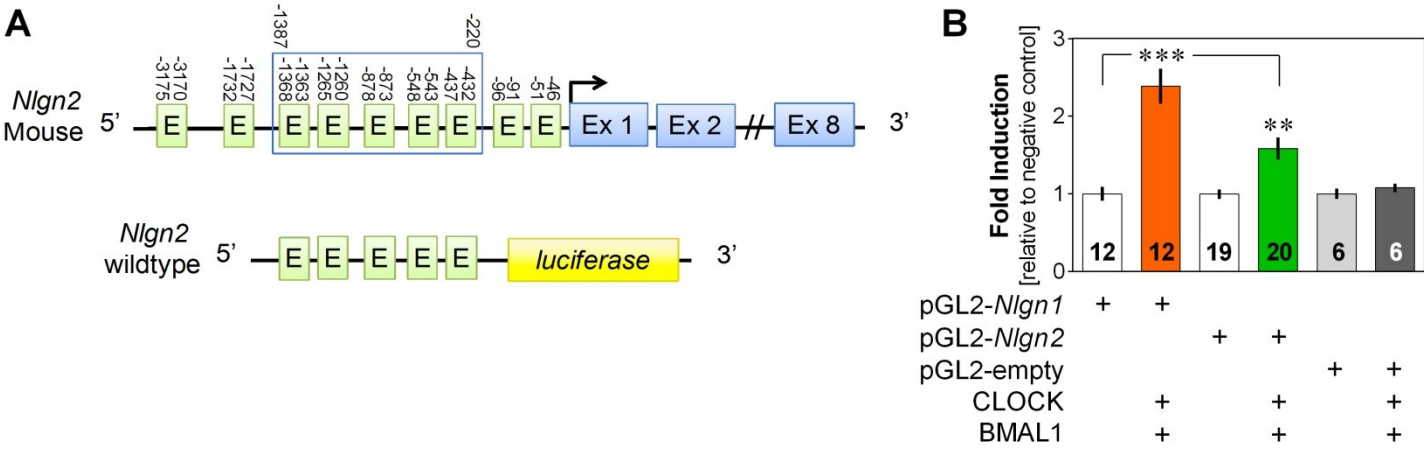 A
-1387 -220
-3175 -3170 -1732 -1727 -1368 -1363 -1265 -1260 -878 -873 -548 -543 -437 -432 -96 -91 -51 -46
Nlgn2
Mouse
5’ E E E E E E E E E Ex 1 Ex 2 // Ex 8 3’
Nlgn2
wildtype
5’ E E E E E luciferase 3’
B
Fold Induction
[relative to negative control]
3
2
1
0
***
**
12 12 19 20 6 6
pGL2-Nlgn1 + +
pGL2-Nlgn2 + +
pGL2-empty + +
CLOCK + + +
BMAL1 + + +